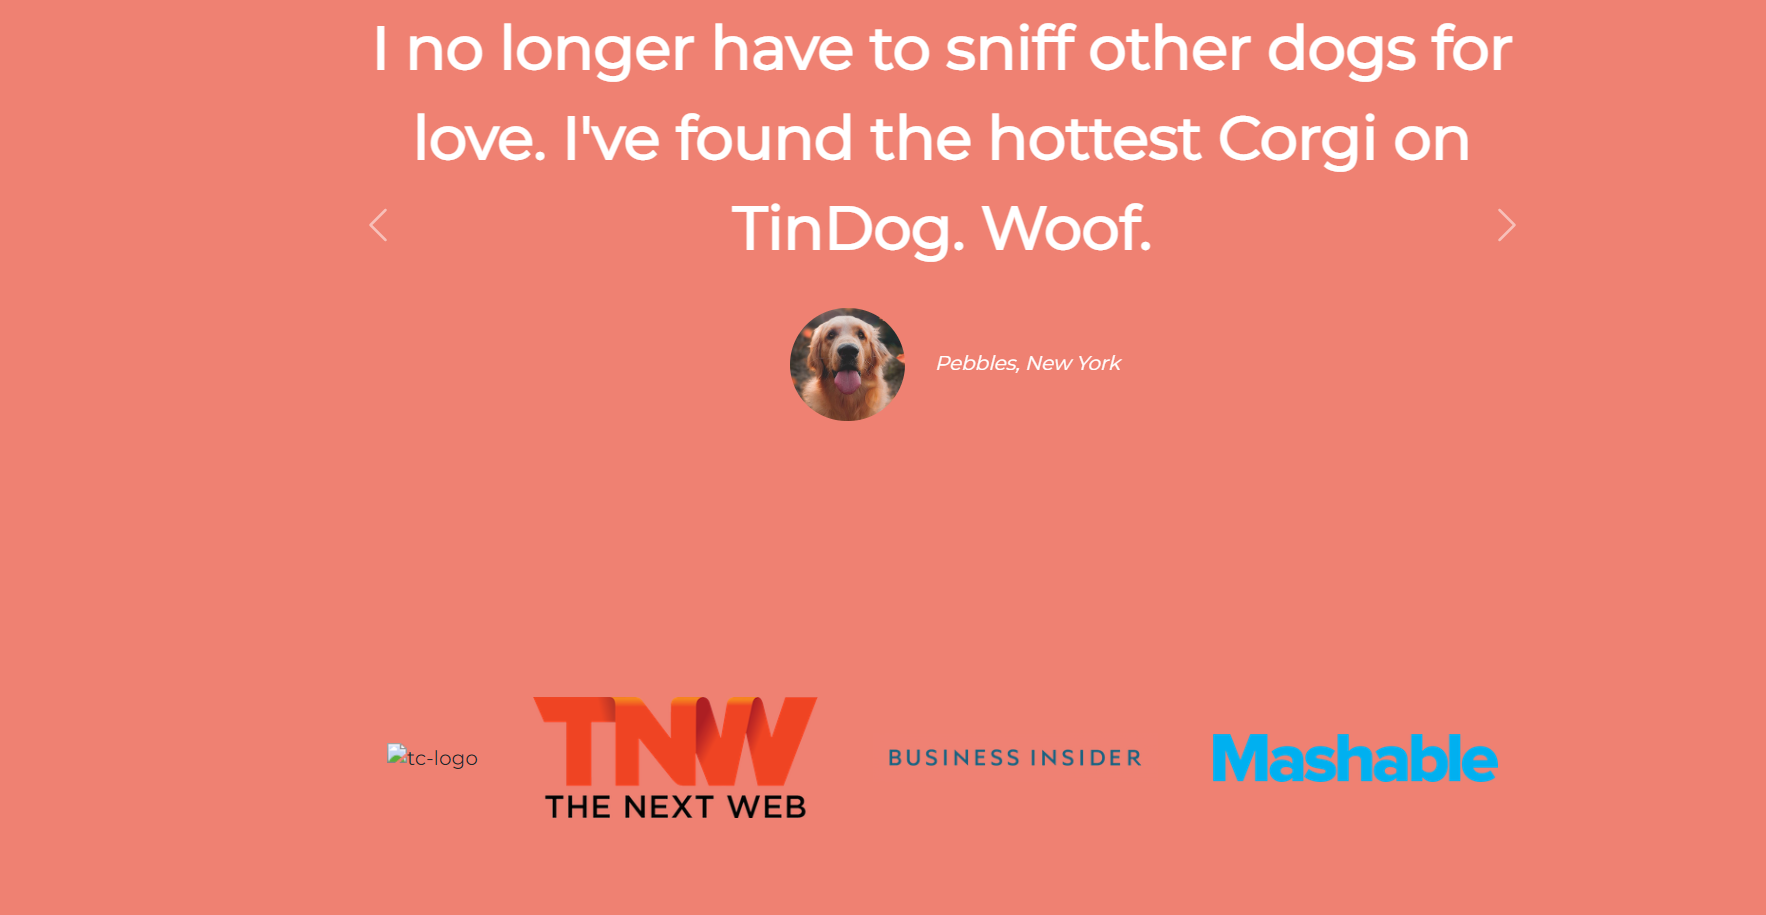 I no longer have to sniff other dogs for
love. I've found the hottest Corgi on
TinDog. Woof.
Pebbles, New York
tc-logo
TNW
THE NEXT WEB
BUSINESS INSIDER
Mashable